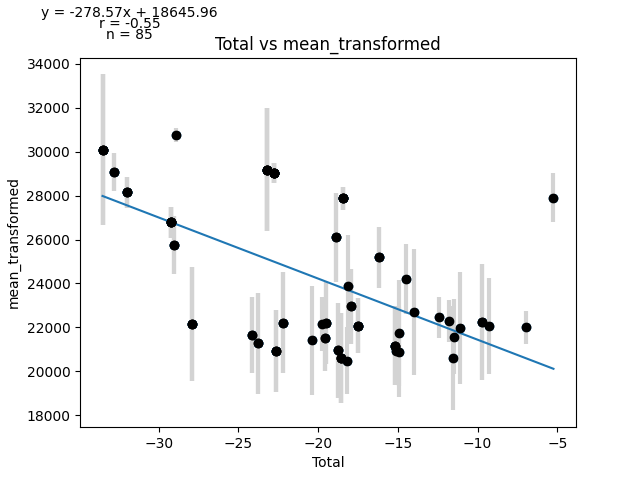 y = -278.57x + 18645.96
r = -0.55
n = 85
Total vs mean_transformed
34000
32000
30000
28000
26000
24000
22000
20000
18000
mean_transformed
−30 −25 −20 −15 −10 −5
Total